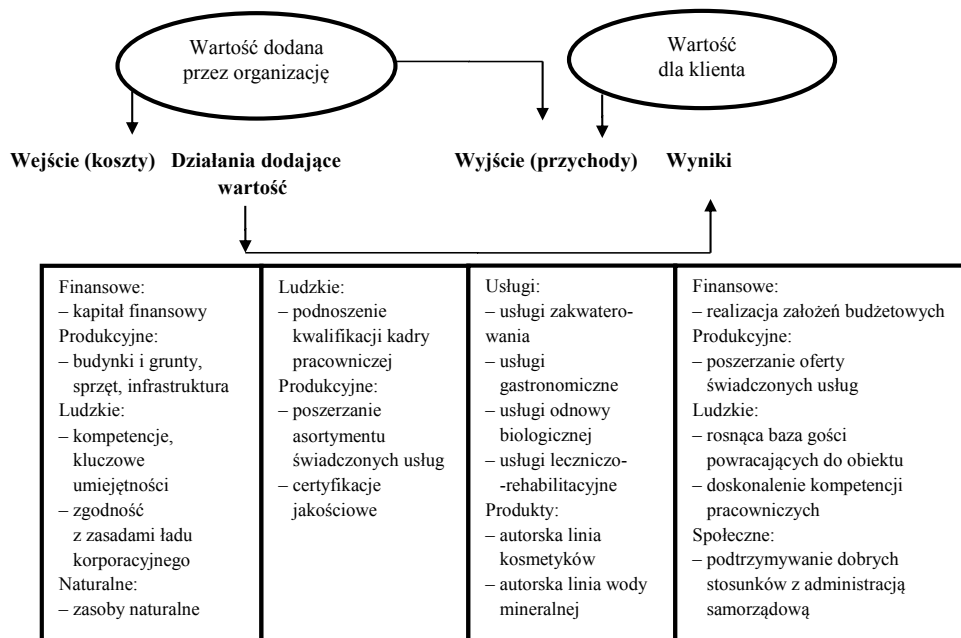 Wartość dodana
przez organizację
Wartość
dla klienta
Wejście (koszty)
Działania dodające
wartość
Wyjście (przychody)
Wyniki
Finansowe:
– kapitał finansowy
Produkcyjne:
– budynki i grunty,
sprzęt, infrastruktura
Ludzkie:
– kompetencje,
kluczowe
umiejętności
– zgodność
z zasadami ładu
korporacyjnego
Naturalne:
– zasoby naturalne
Ludzkie:
– podnoszenie
kwalifikacji kadry
pracowniczej
Produkcyjne:
– poszerzanie
asortymentu
świadczonych usług
– certyfikacje
jakościowe
Usługi:
– usługi zakwatero-
wania
– usługi
gastronomiczne
– usługi odnowy
biologicznej
– usługi leczniczo-
-rehabilitacyjne
Produkty:
– autorska linia
kosmetyków
– autorska linia wody
mineralnej
Finansowe:
– realizacja założeń budżetowych
Produkcyjne:
– poszerzanie oferty
świadczonych usług
Ludzkie:
– rosnąca baza gości
powracających do obiektu
– doskonalenie kompetencji
pracowniczych
Społeczne:
– podtrzymywanie dobrych
stosunków z administracją
samorządową